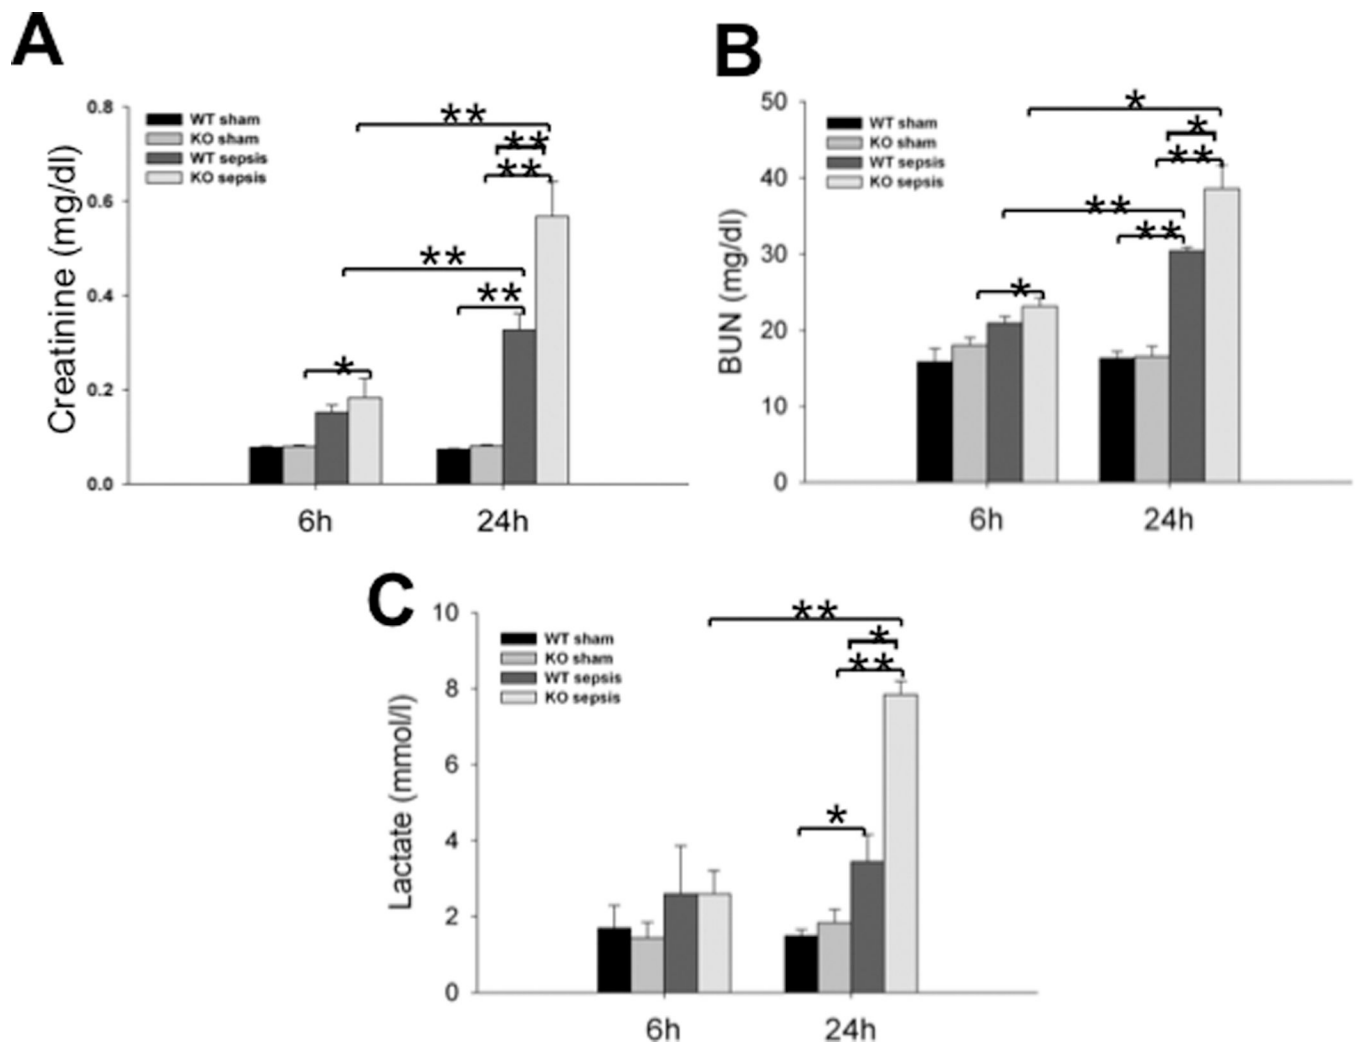 A
Creatinine (mg/dl)
0.8
0.6
0.4
0.2
0.0
WT sham
KO sham
WT sepsis
KO sepsis
**
**
**
**
**
*
6h
24h
B
BUN (mg/dl)
50
40
30
20
10
0
WT sham
KO sham
WT sepsis
KO sepsis
*
*
**
**
**
*
6h
24h
C
Lactate (mmol/l)
10
8
6
4
2
0
WT sham
KO sham
WT sepsis
KO sepsis
**
*
**
*
6h
24h